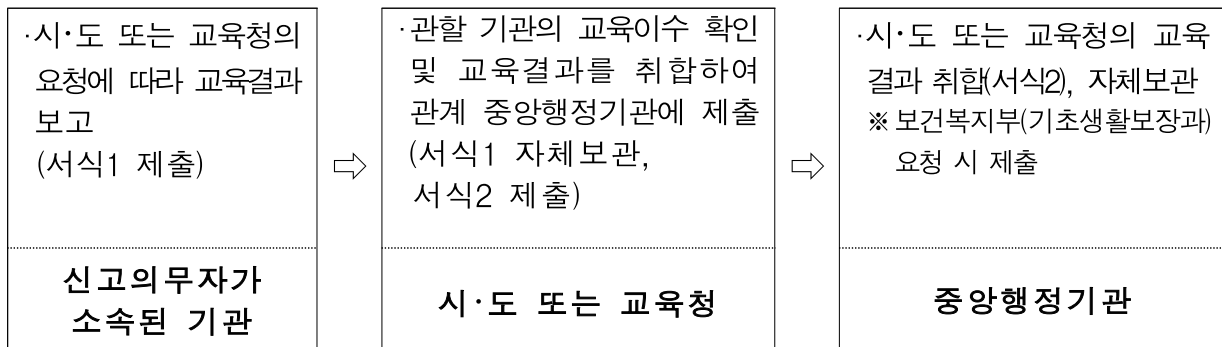 ·시·도 또는 교육청의
요청에 따라 교육결과
보고
(서식1 제출)
신고의무자가
소속된 기관
⇨
·관할 기관의 교육이수 확인
및 교육결과를 취합하여
관계 중앙행정기관에 제출
(서식1 자체보관,
서식2 제출)
시·도 또는 교육청
⇨
·시·도 또는 교육청의 교육
결과 취합(서식2), 자체보관
※ 보건복지부(기초생활보장과)
요청 시 제출
중앙행정기관